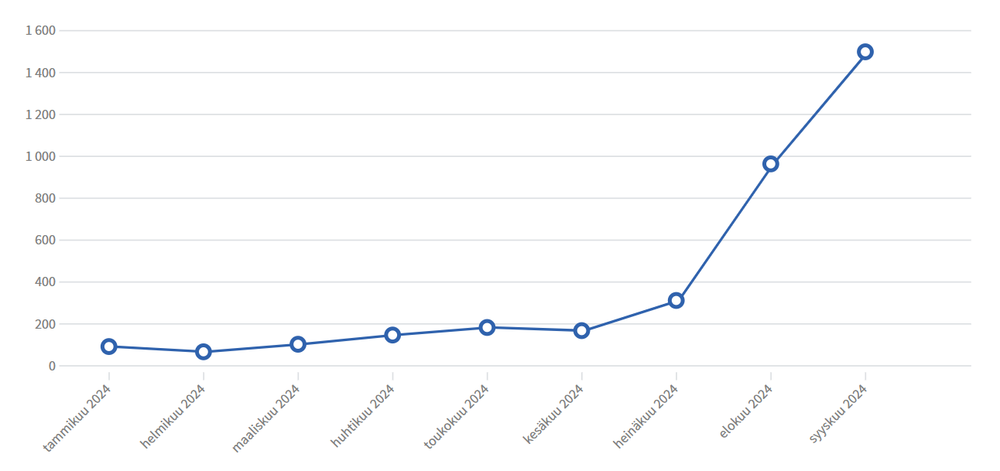 1 600
1 400
1 200
1 000
800
600
400
200
0
tammikuu 2024
helmikuu 2024
maaliskuu 2024
huhtikuu 2024
toukokuu 2024
kesäkuu 2024
heinäkuu 2024
elokuu 2024
syyskuu 2024